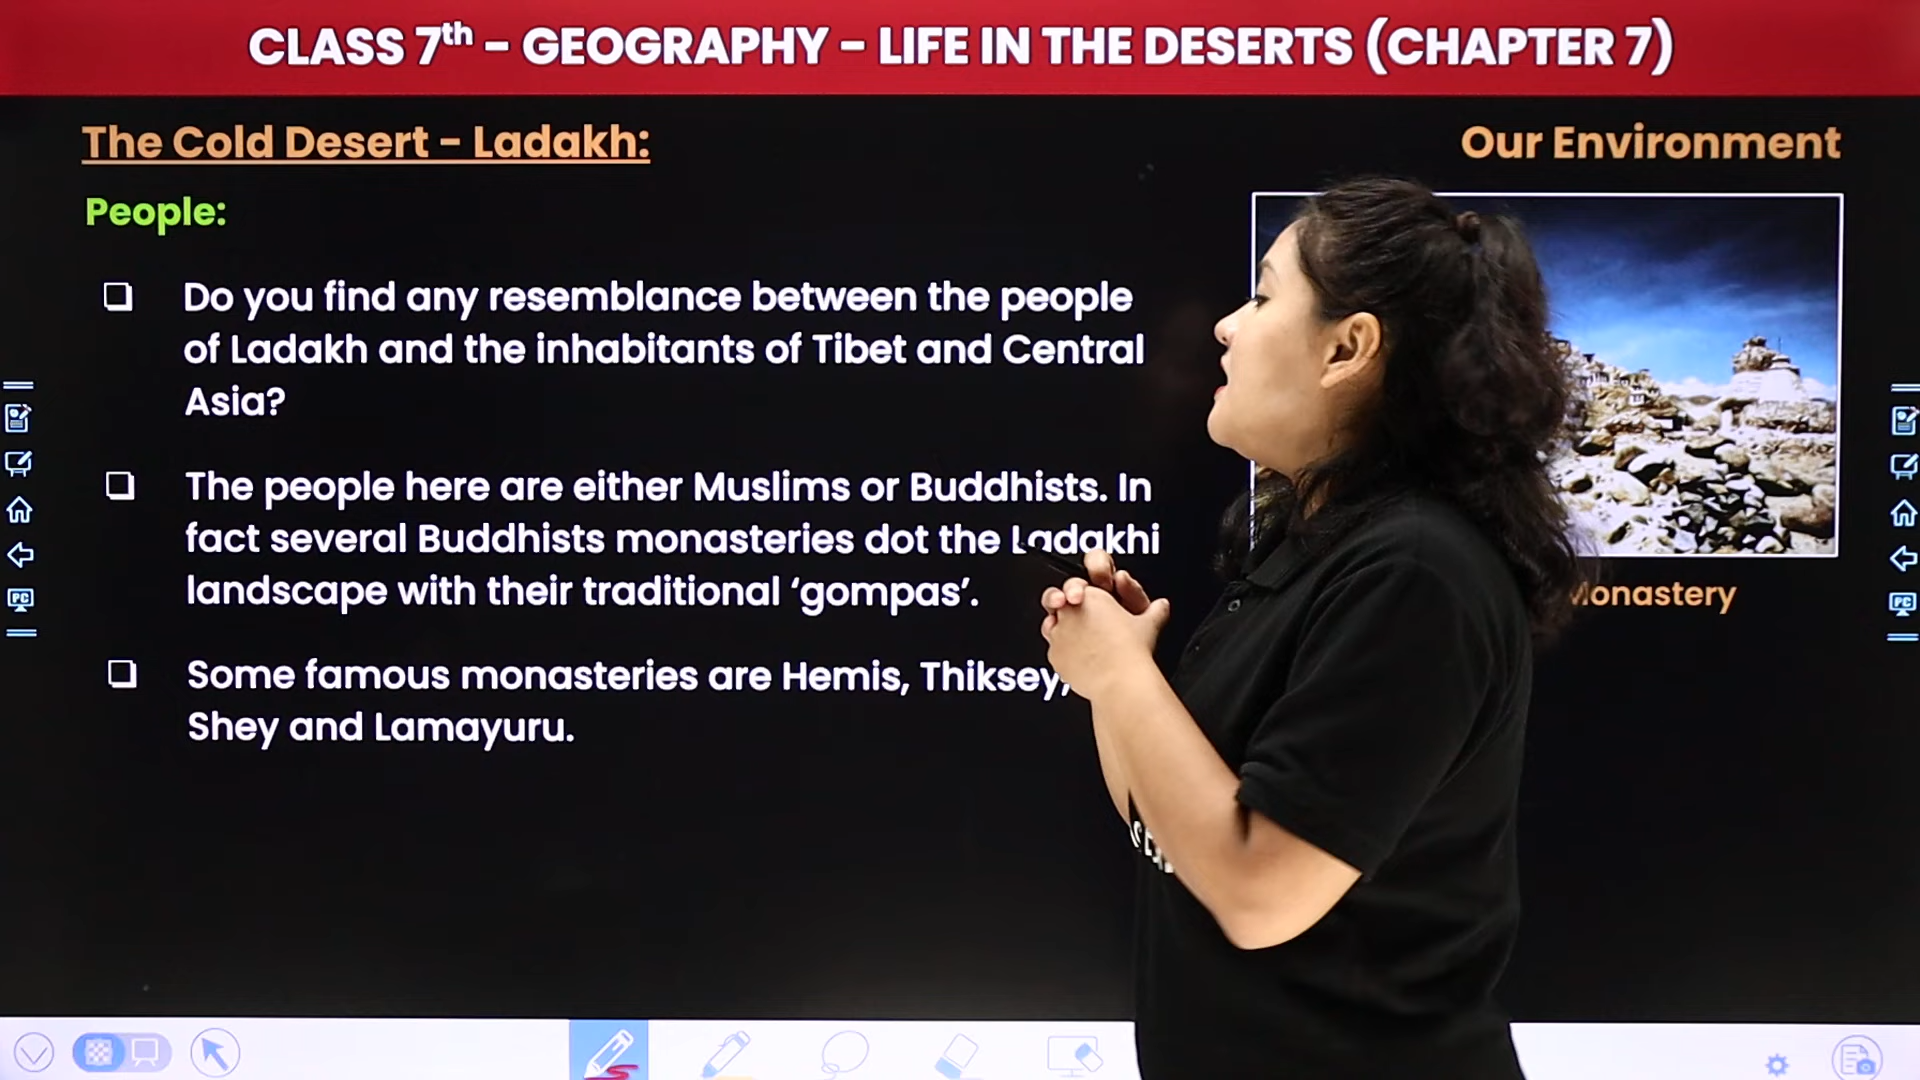 CLASS 7th - GEOGRAPHY - LIFE IN THE DESERTS (CHAPTER 7)
The Cold Desert - Ladakh:
Our Environment
People:
❑ Do you find any resemblance between the people
of Ladakh and the inhabitants of Tibet and Central
Asia?
❑ The people here are either Muslims or Buddhists. In
fact several Buddhists monasteries dot the Ladakhi
landscape with their traditional ‘gompas’.
Monastery
❑ Some famous monasteries are Hemis, Thiksey,
Shey and Lamayuru.
PC
PC